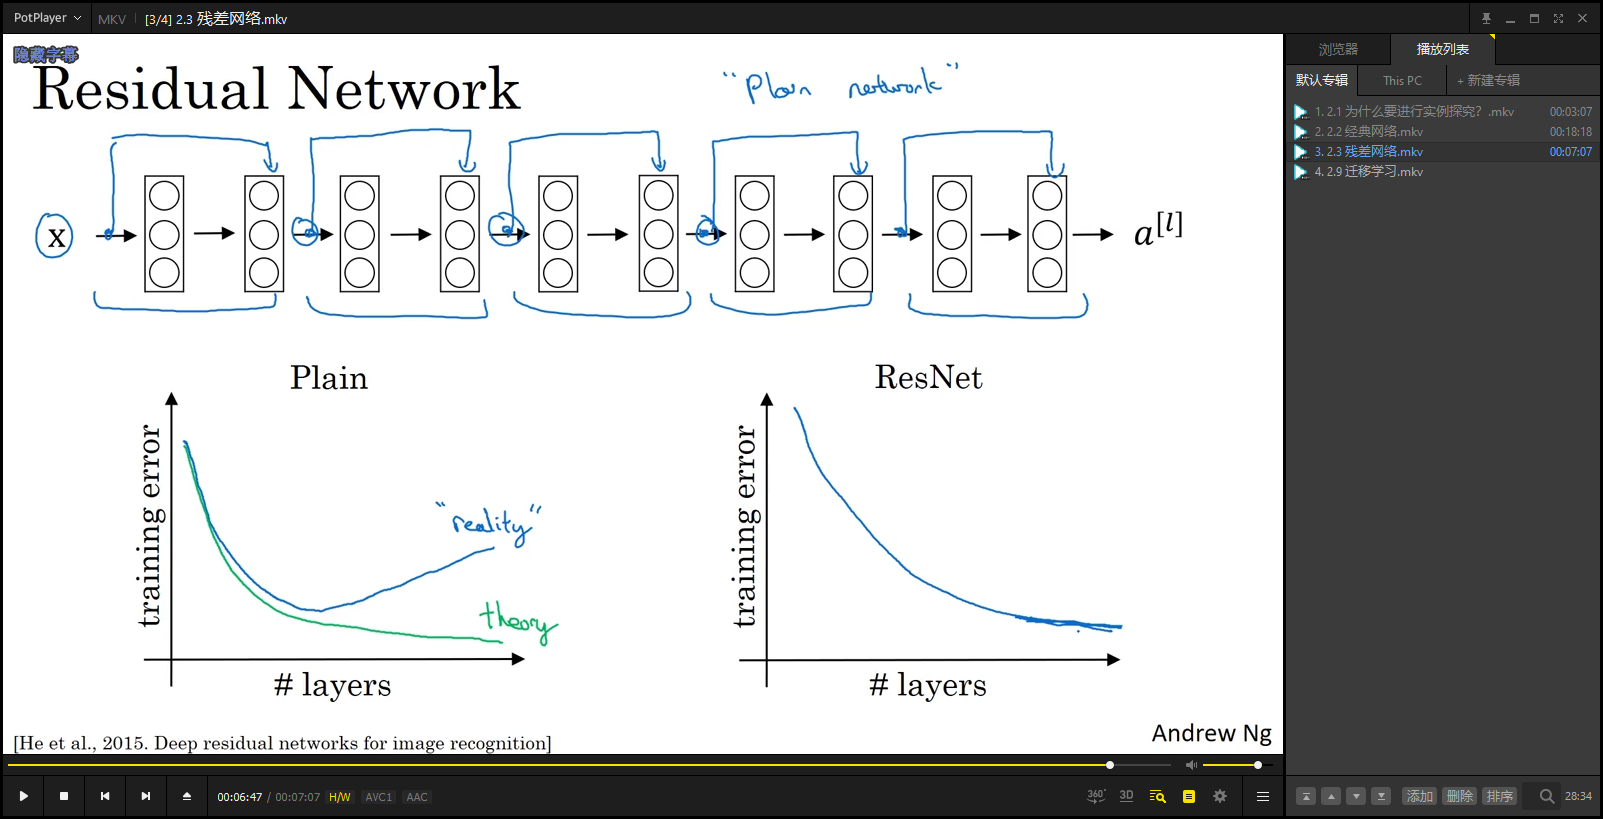 PotPlayer MKV [3/4] 2.3 残差网络.mkv
隐藏字幕
Residual Network
"Plain network"
x
a[l]
Plain
training error
"reality"
theory
# layers
ResNet
training error
# layers
[He et al., 2015. Deep residual networks for image recognition]
Andrew Ng
00:06:47 / 00:07:07 H/W AVC1 AAC
360° 3D
浏览器 播放列表
默认专辑 This PC + 新建专辑
1. 2.1 为什么要进行实例探究？.mkv 00:03:07
2. 2.2 经典网络.mkv 00:18:18
3. 2.3 残差网络.mkv 00:07:07
4. 2.9 迁移学习.mkv
添加 删除 排序 28:34